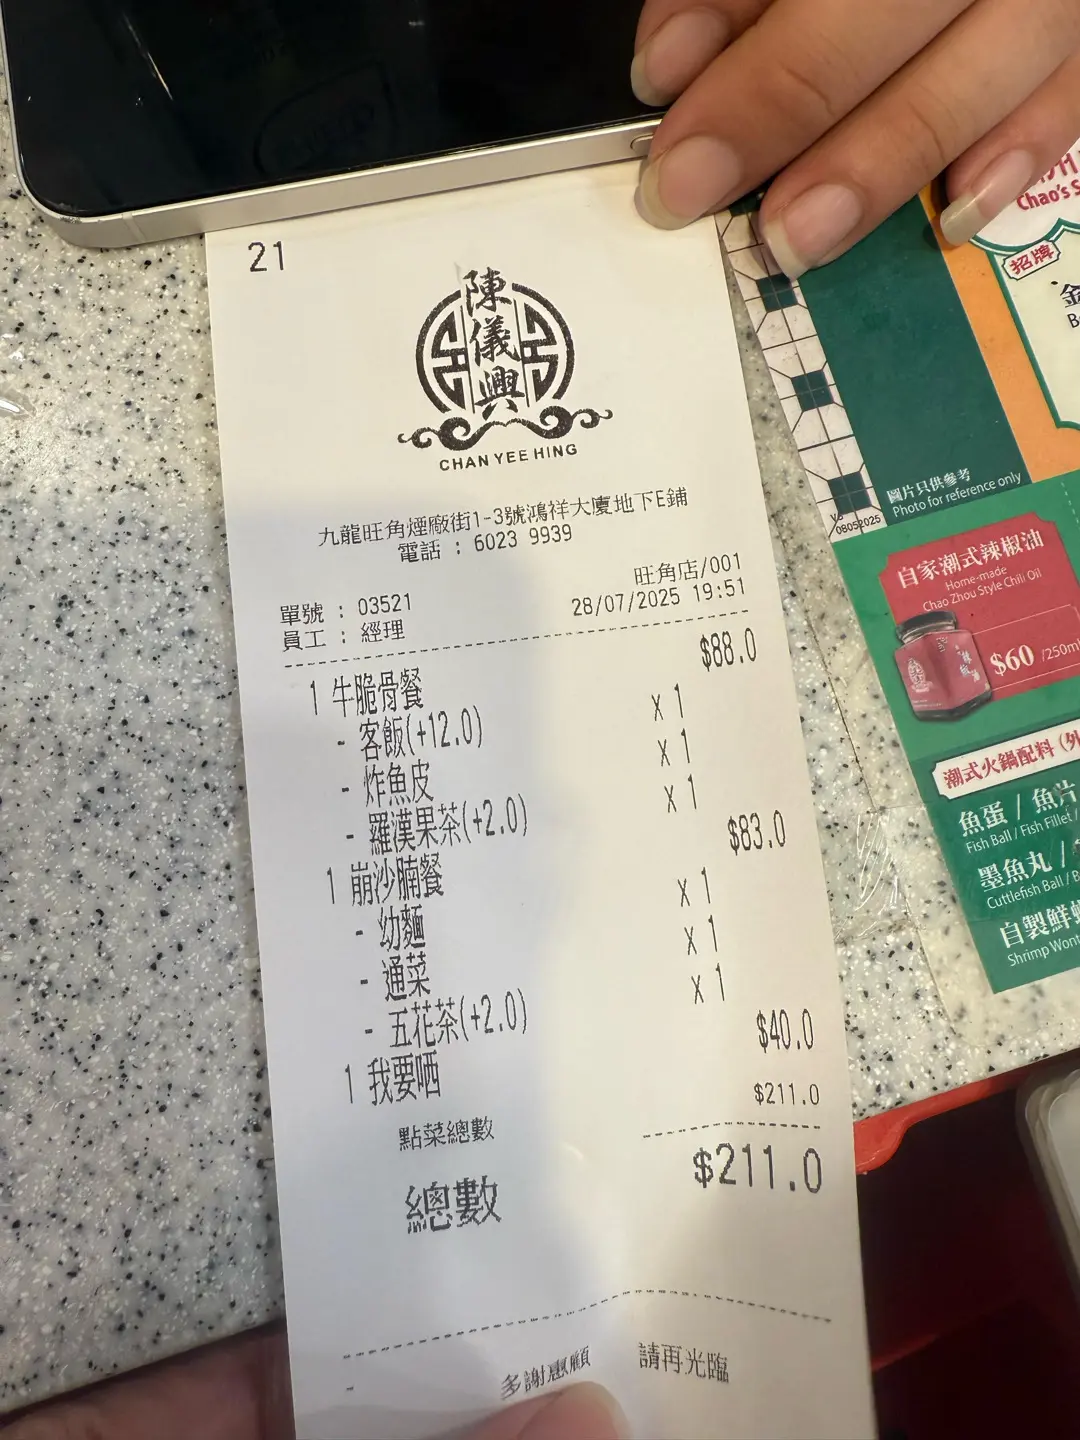 21
陳儀興
CHAN YEE HING
九龍旺角煙廠街1-3號鴻祥大廈地下E鋪
電話 : 6023 9939
旺角店/001
單號 : 03521
28/07/2025 19:51
員工 : 經理
1 牛脆骨餐 $88.0
- 客飯(+12.0) x 1
- 炸魚皮 x 1
- 羅漢果茶(+2.0) x 1
1 崩沙腩餐 $83.0
- 幼麵 x 1
- 通菜 x 1
- 五花茶(+2.0) x 1
1 我要哂 $40.0
點菜總數 $211.0
總數 $211.0
多謝惠顧 請再光臨
Chao's
招牌
圖片只供參考
Photo for reference only
08052025
自家潮式辣椒油
Home-made
Chao Zhou Style Chili Oil
$60 /250ml
潮式火鍋配料
魚蛋 / 魚片
Fish Ball / Fish Fillet /
墨魚丸 /
Cuttlefish Ball /
自製鮮
Shrimp